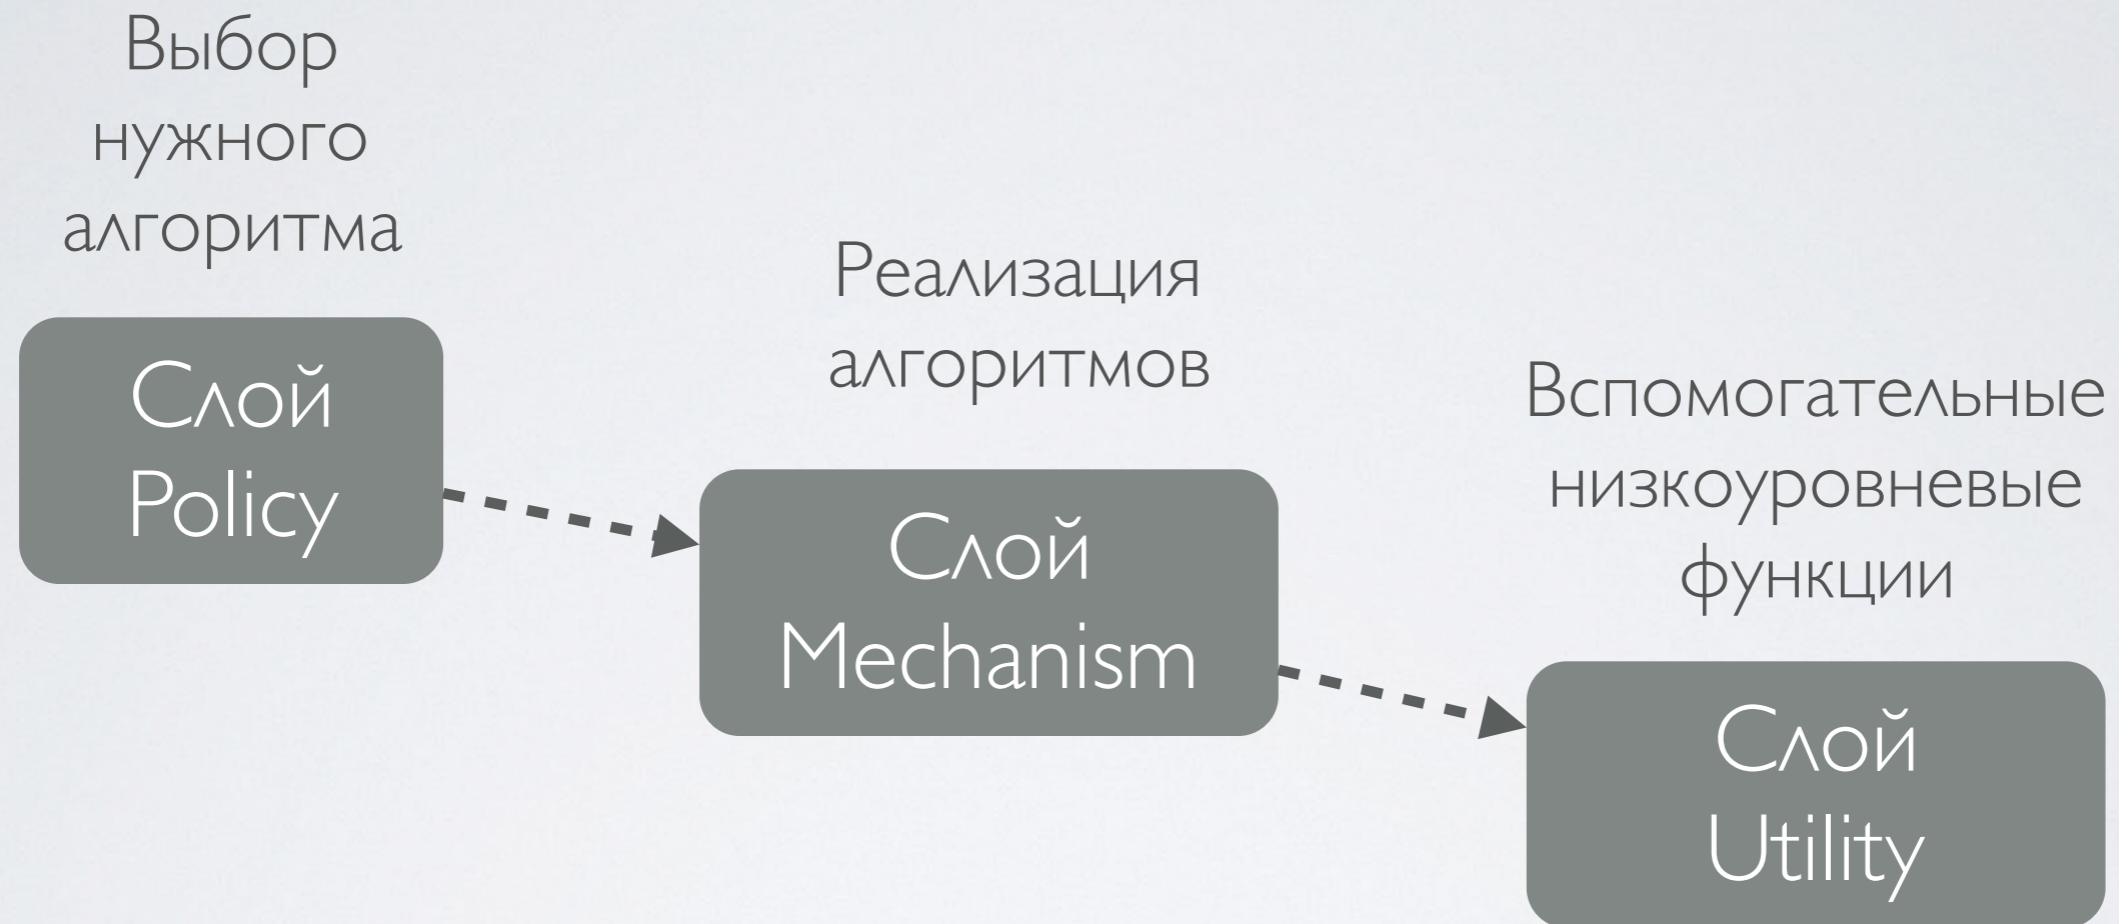 Выбор
нужного
алгоритма
Слой
Policy
Реализация
алгоритмов
Слой
Mechanism
Вспомогательные
низкоуровневые
функции
Слой
Utility